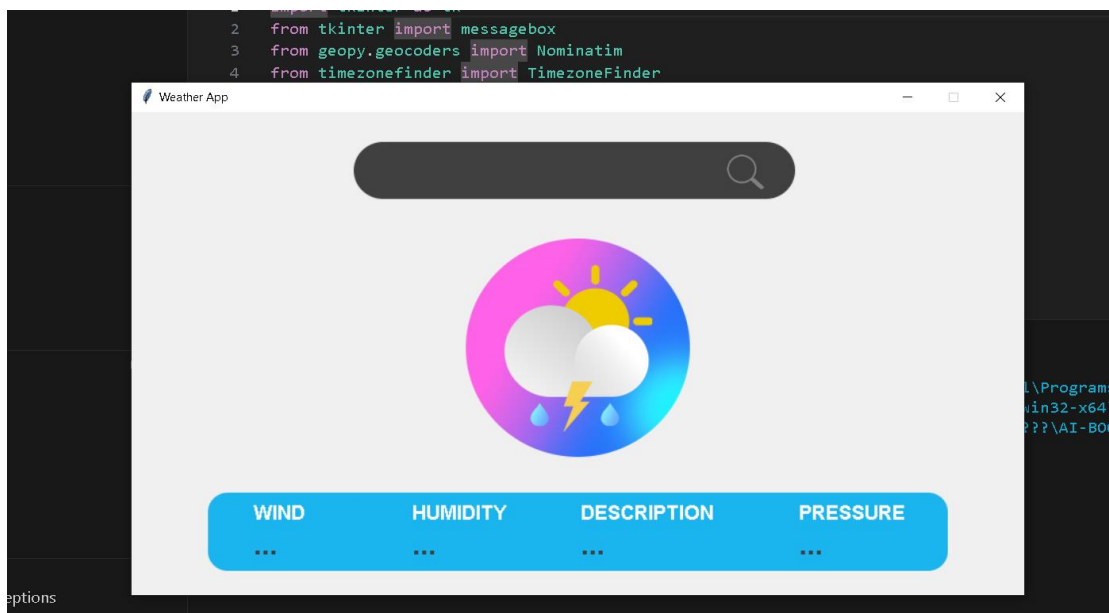 2 from tkinter import messagebox
3 from geopy.geocoders import Nominatim
4 from timezonefinder import TimezoneFinder
Weather App
l\Programs
win32-x64
???\AI-BO
WIND HUMIDITY DESCRIPTION PRESSURE
... ... ... ...
eptions